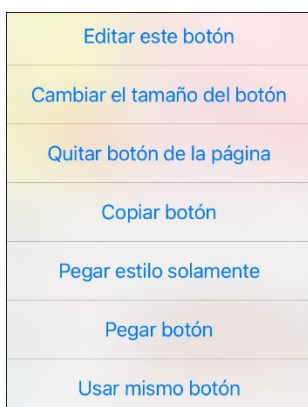 Editar este botón
Cambiar el tamaño del botón
Quitar botón de la página
Copiar botón
Pegar estilo solamente
Pegar botón
Usar mismo botón